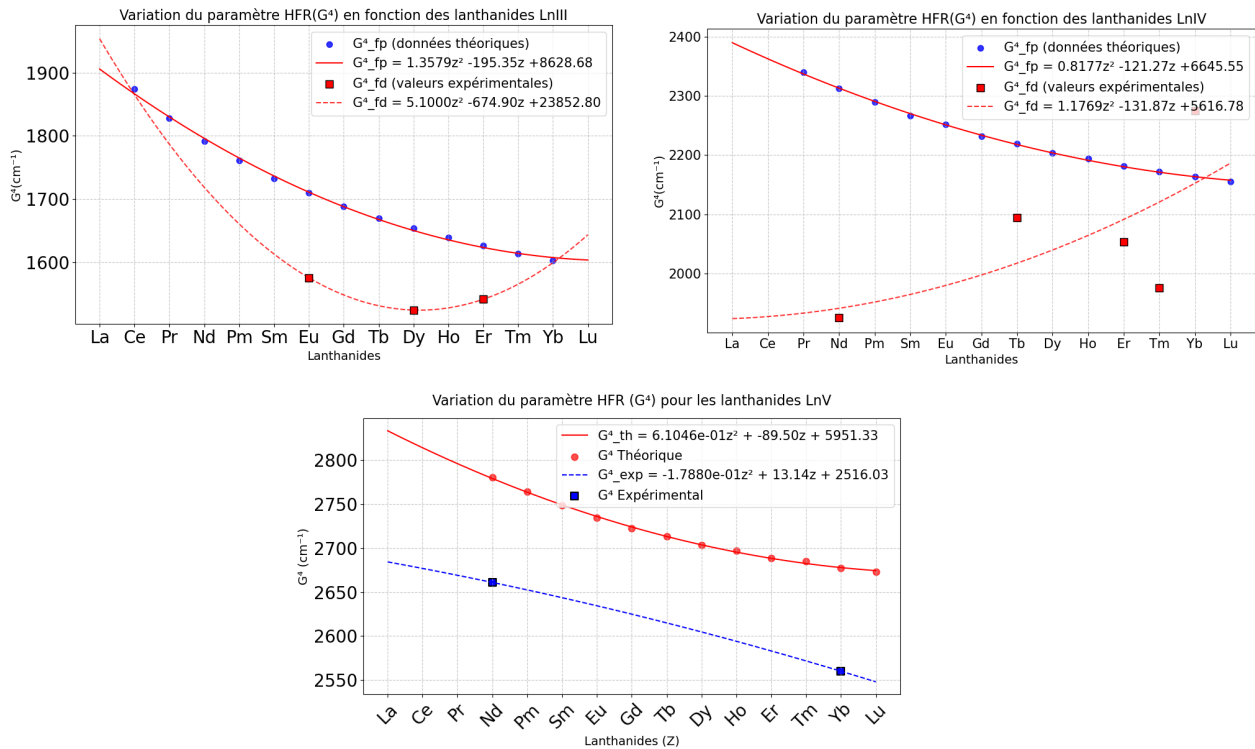 Variation du paramètre HFR(G⁴) en fonction des lanthanides LnIII
G⁴_fp (données théoriques)
G⁴_fp = 1.3579z² -195.35z +8628.68
G⁴_fd (valeurs expérimentales)
G⁴_fd = 5.1000z² -674.90z +23852.80
G⁴(cm⁻¹)
1900
1800
1700
1600
La Ce Pr Nd Pm Sm Eu Gd Tb Dy Ho Er Tm Yb Lu
Lanthanides
Variation du paramètre HFR(G⁴) en fonction des lanthanides LnIV
G⁴_fp (données théoriques)
G⁴_fp = 0.8177z² -121.27z +6645.55
G⁴_fd (valeurs expérimentales)
G⁴_fd = 1.1769z² -131.87z +5616.78
G⁴(cm⁻¹)
2400
2300
2200
2100
2000
La Ce Pr Nd Pm Sm Eu Gd Tb Dy Ho Er Tm Yb Lu
Lanthanides
Variation du paramètre HFR (G⁴) pour les lanthanides LnV
G⁴_th = 6.1046e-01z² + -89.50z + 5951.33
G⁴ Théorique
G⁴_exp = -1.7880e-01z² + 13.14z + 2516.03
G⁴ Expérimental
G⁴ (cm⁻¹)
2800
2750
2700
2650
2600
2550
La Ce Pr Nd Pm Sm Eu Gd Tb Dy Ho Er Tm Yb Lu
Lanthanides (Z)